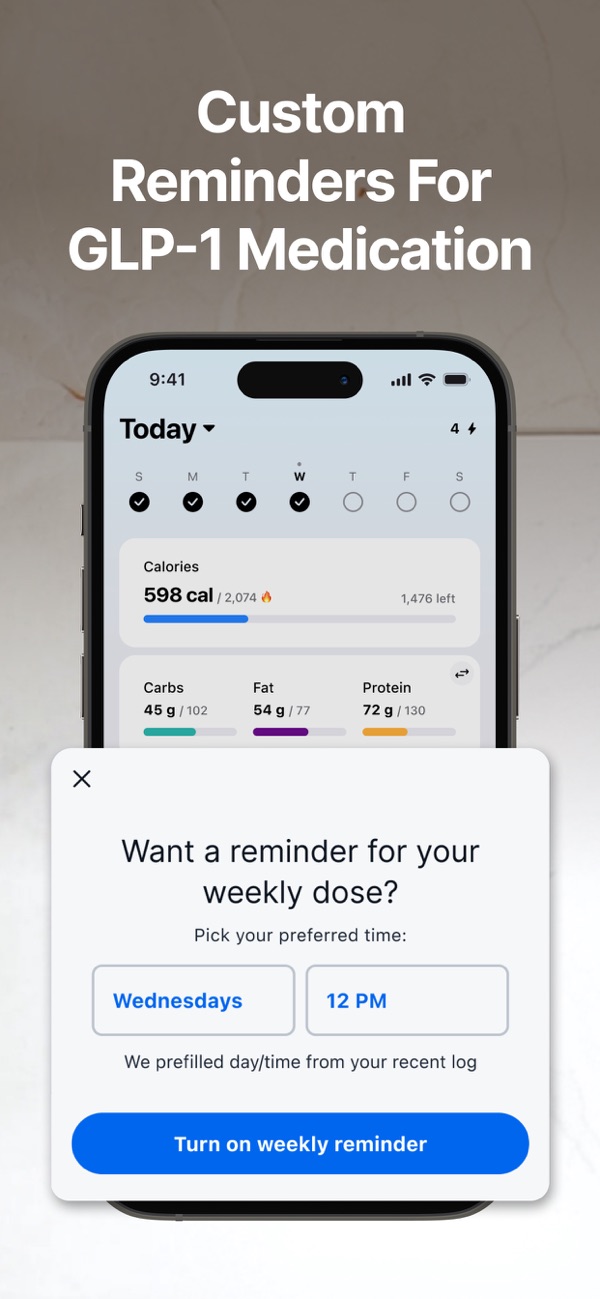 Custom
Reminders For
GLP-1 Medication
9:41
Today
4
S M T W T F S
Calories
598 cal / 2,074 🔥 1,476 left
Carbs Fat Protein
45 g / 102 54 g / 77 72 g / 130
Want a reminder for your
weekly dose?
Pick your preferred time:
Wednesdays 12 PM
We prefilled day/time from your recent log
Turn on weekly reminder